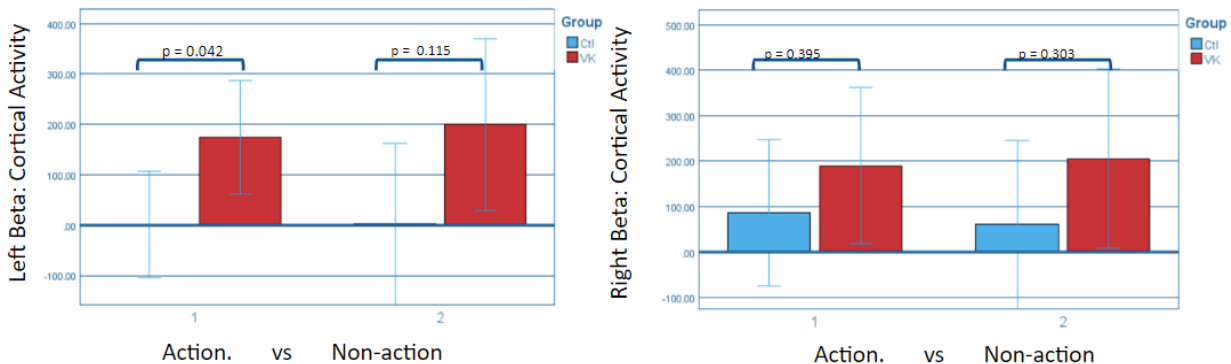 Left Beta: Cortical Activity
400.00
300.00
200.00
100.00
.00
-100.00
p = 0.042
p = 0.115
Group
Ctl
VK
1
2
Action. vs Non-action
Right Beta: Cortical Activity
500.00
400.00
300.00
200.00
100.00
.00
-100.00
p = 0.395
p = 0.303
Group
Ctl
VK
1
2
Action. vs Non-action